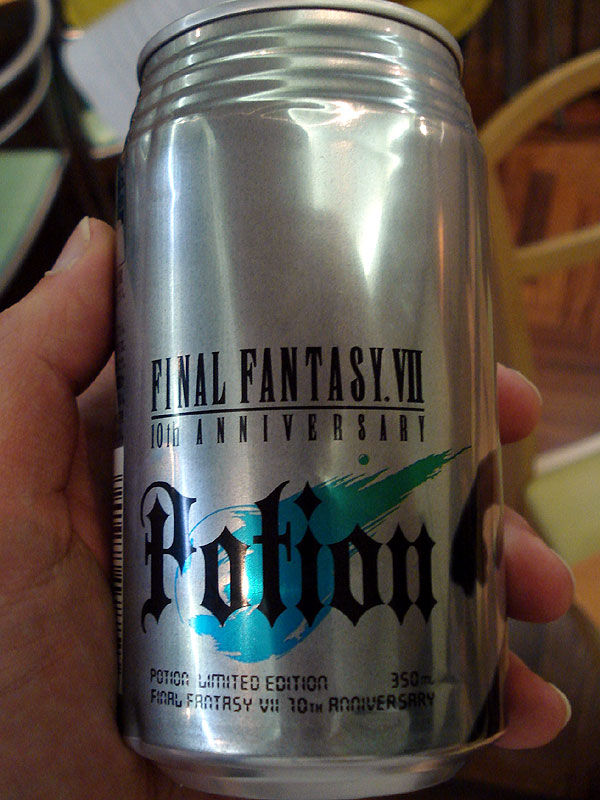 FINAL FANTASY.VII
10th ANNIVERSARY
Potion
POTION LIMITED EDITION 350mL
FINAL FANTASY VII 10TH ANNIVERSARY